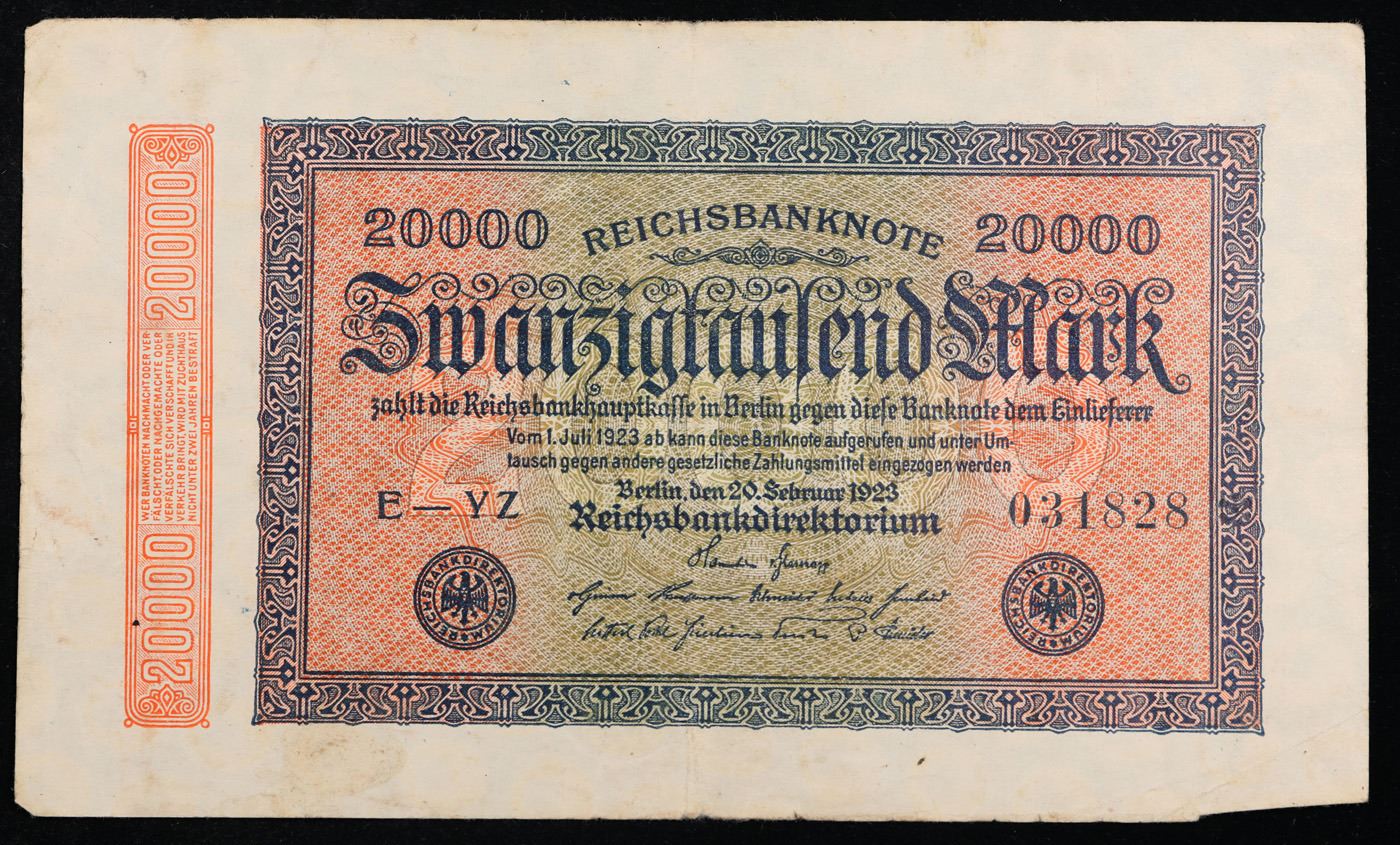 20000
WER BANKNOTEN NACHMACHT ODER VER
FÄLSCHT, ODER NACHGEMACHTE ODER
VERFÄLSCHTE SICH VERSCHAFFT UND IN
VERKEHR BRINGT, WIRD MIT ZUCHTHAUS
NICHT UNTER ZWEI JAHREN BESTRAFT
20000
20000 REICHSBANKNOTE 20000
Zwanzigtausend Mark
zahlt die Reichsbankhauptkasse in Berlin gegen diese Banknote dem Einlieferer
Vom 1. Juli 1923 ab kann diese Banknote aufgerufen und unter Um-
tausch gegen andere gesetzliche Zahlungsmittel eingezogen werden
Berlin, den 20. Februar 1923
E — YZ Reichsbankdirektorium 031828
REICHSBANKDIREKTORIUM
REICHSBANKDIREKTORIUM